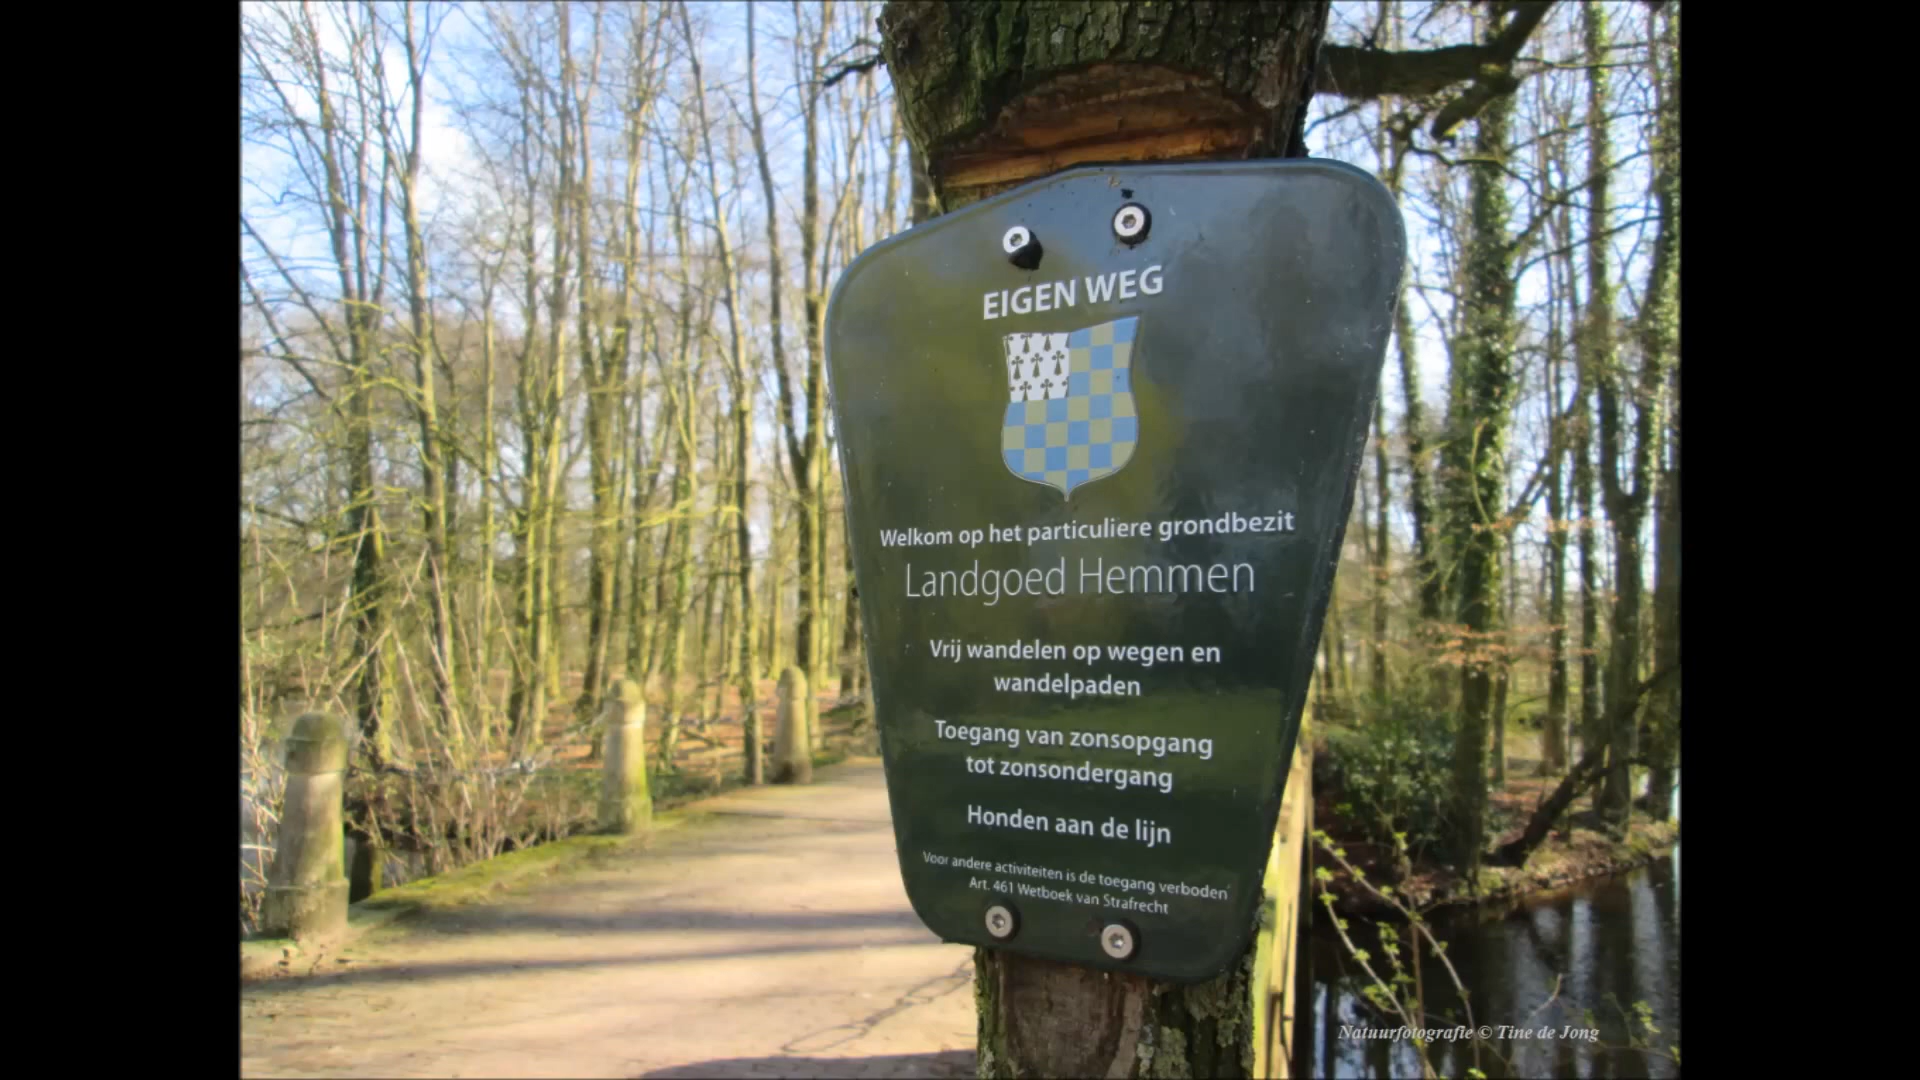 EIGEN WEG
Welkom op het particuliere grondbezit
Landgoed Hemmen
Vrij wandelen op wegen en
wandelpaden
Toegang van zonsopgang
tot zonsondergang
Honden aan de lijn
Voor andere activiteiten is de toegang verboden
Art. 461 Wetboek van Strafrecht
Natuurfotografie © Tine de Jong